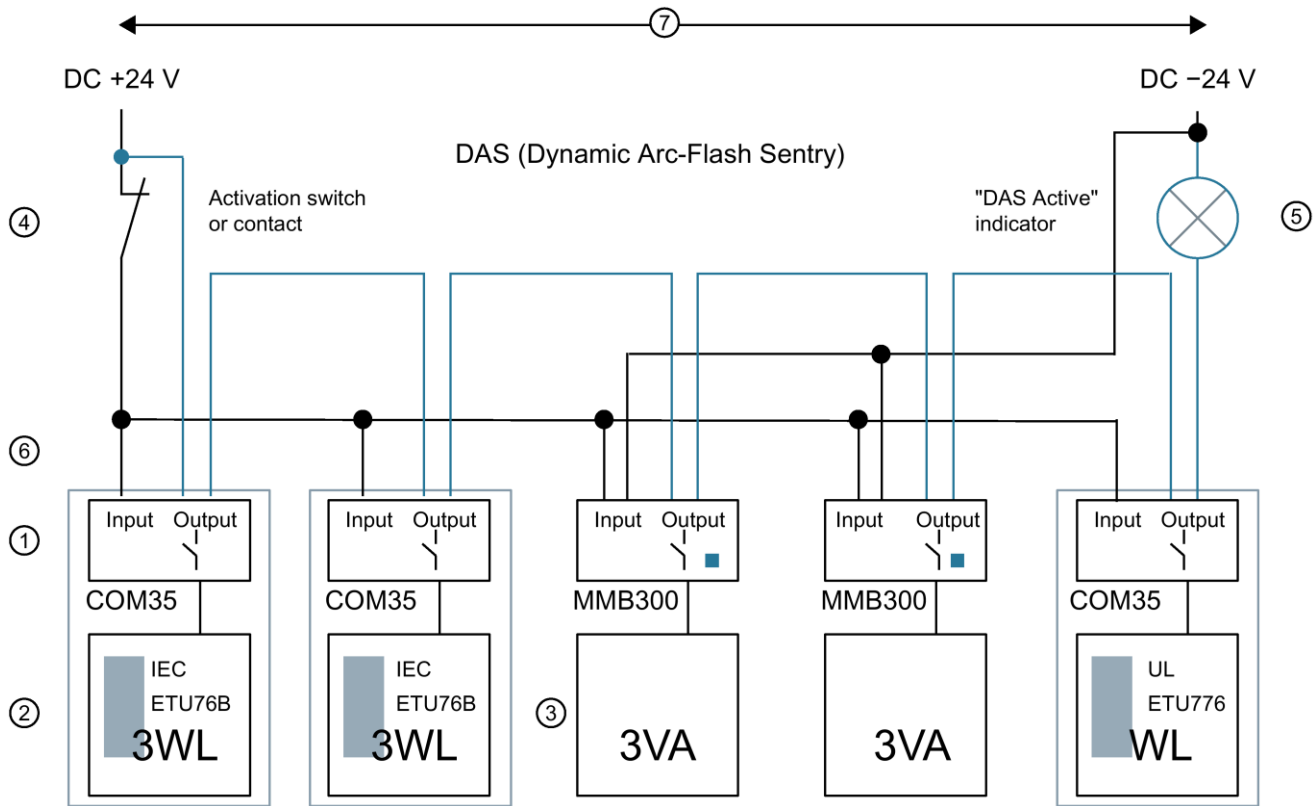 ⑦
DC +24 V
DC −24 V
DAS (Dynamic Arc-Flash Sentry)
④
Activation switch
or contact
"DAS Active"
indicator
⑤
⑥
①
Input Output
Input Output
Input Output
Input Output
Input Output
COM35
COM35
MMB300
MMB300
COM35
②
IEC
ETU76B
3WL
IEC
ETU76B
3WL
③
3VA
3VA
UL
ETU776
WL